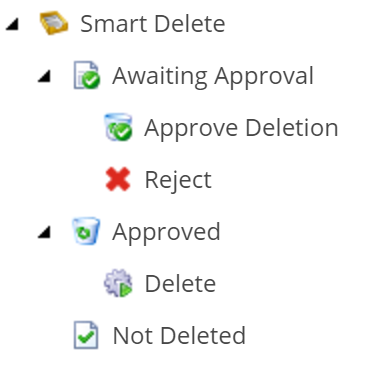 Smart Delete
Awaiting Approval
Approve Deletion
Reject
Approved
Delete
Not Deleted